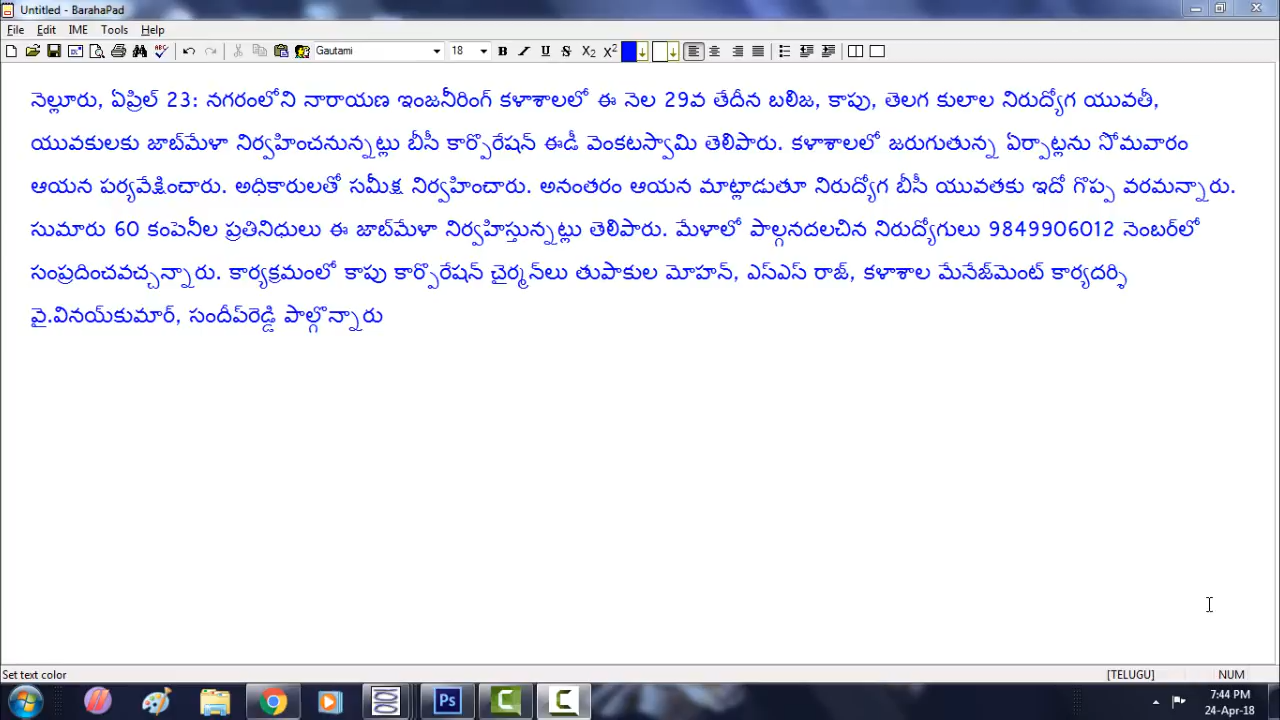 Untitled - BarahaPad
File Edit IME Tools Help
Gautami 18 B I U S X₂ X²
నెల్లూరు, ఏప్రిల్ 23: నగరంలోని నారాయణ ఇంజనీరింగ్ కళాశాలలో ఈ నెల 29వ తేదీన బలిజ, కాపు, తెలగ కులాల నిరుద్యోగ యువతీ,
యువకులకు జాబ్‌మేళా నిర్వహించనున్నట్లు బీసీ కార్పొరేషన్ ఈడీ వెంకటస్వామి తెలిపారు. కళాశాలలో జరుగుతున్న ఏర్పాట్లను సోమవారం
ఆయన పర్యవేక్షించారు. అధికారులతో సమీక్ష నిర్వహించారు. అనంతరం ఆయన మాట్లాడుతూ నిరుద్యోగ బీసీ యువతకు ఇదో గొప్ప వరమన్నారు.
సుమారు 60 కంపెనీల ప్రతినిధులు ఈ జాబ్‌మేళా నిర్వహిస్తున్నట్లు తెలిపారు. మేళాలో పాల్గనదలచిన నిరుద్యోగులు 9849906012 నెంబర్‌లో
సంప్రదించవచ్చన్నారు. కార్యక్రమంలో కాపు కార్పొరేషన్ చైర్మన్‌లు తుపాకుల మోహన్, ఎస్ఎస్ రాజ్, కళాశాల మేనేజ్‌మెంట్ కార్యదర్శి
వై.వినయ్‌కుమార్, సందీప్‌రెడ్డి పాల్గొన్నారు
Set text color [TELUGU] NUM
Ps 7:44 PM
24-Apr-18